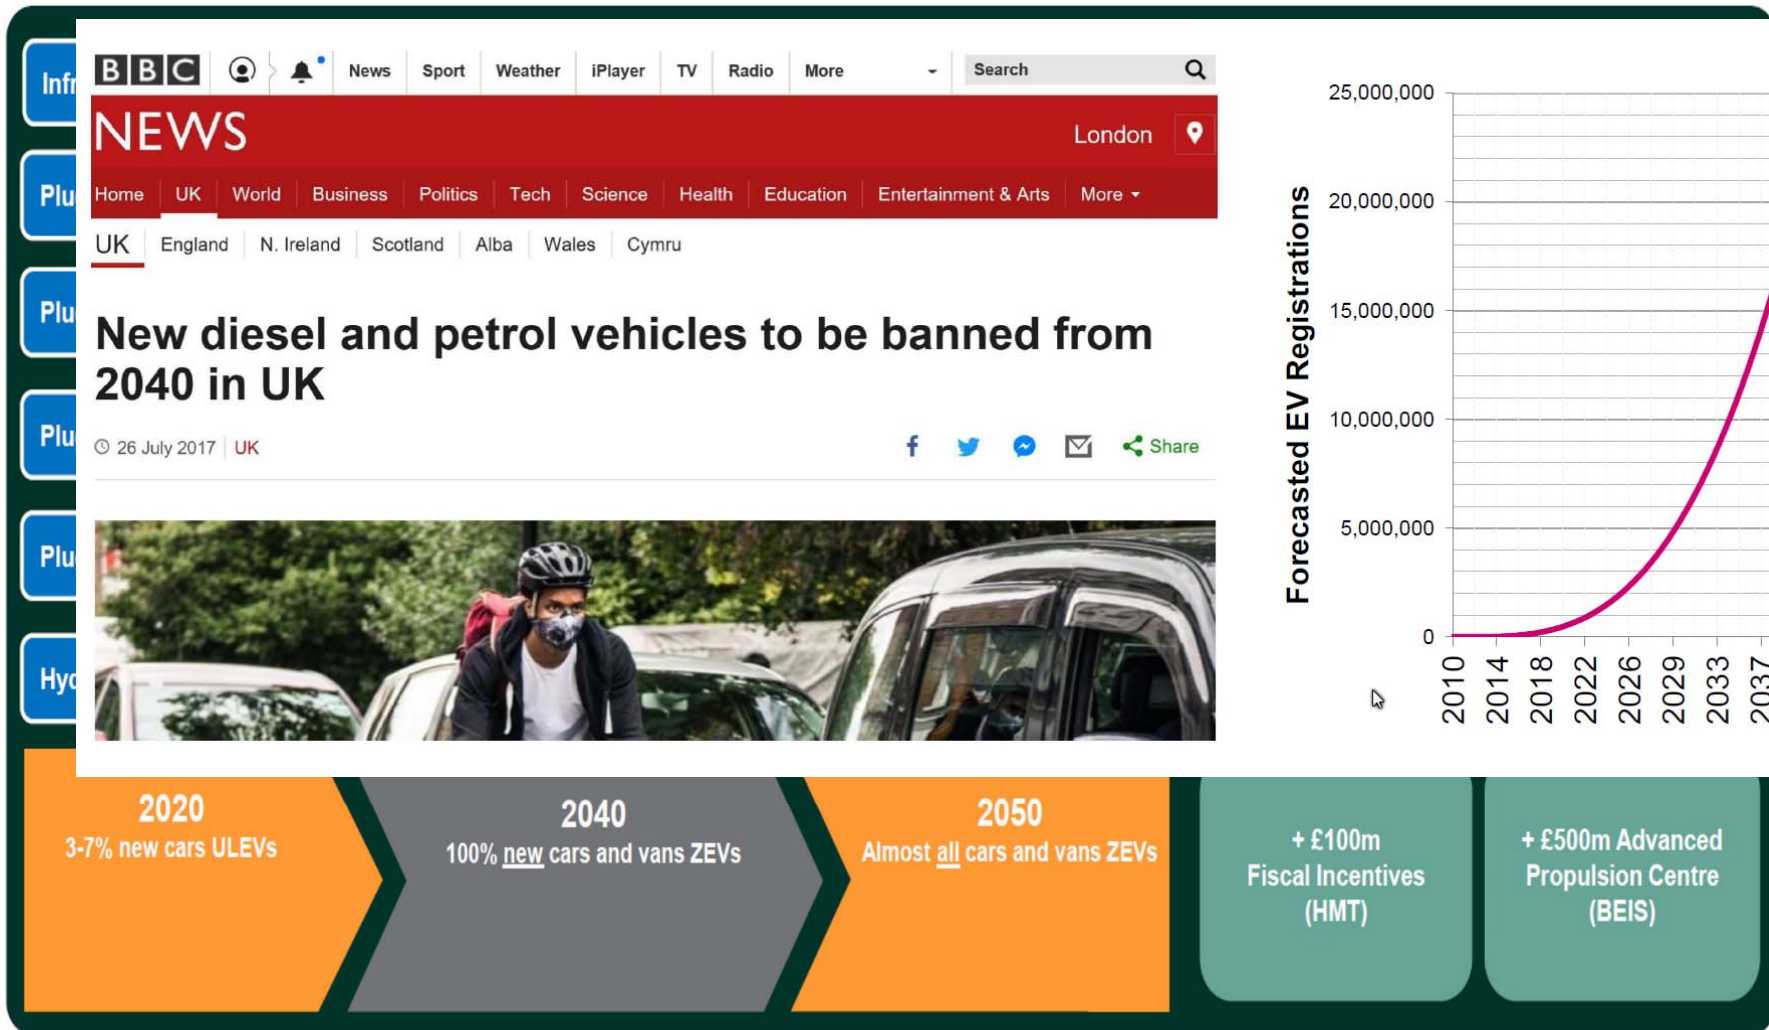 Infr
Plu
Plu
Plu
Plu
Hyd
BBC News Sport Weather iPlayer TV Radio More Search
NEWS London
Home UK World Business Politics Tech Science Health Education Entertainment & Arts More
UK England N. Ireland Scotland Alba Wales Cymru
New diesel and petrol vehicles to be banned from
2040 in UK
26 July 2017 UK Share
Forecasted EV Registrations
25,000,000
20,000,000
15,000,000
10,000,000
5,000,000
0
2010 2014 2018 2022 2026 2029 2033 2037
2020
3-7% new cars ULEVs
2040
100% new cars and vans ZEVs
2050
Almost all cars and vans ZEVs
+ £100m
Fiscal Incentives
(HMT)
+ £500m Advanced
Propulsion Centre
(BEIS)